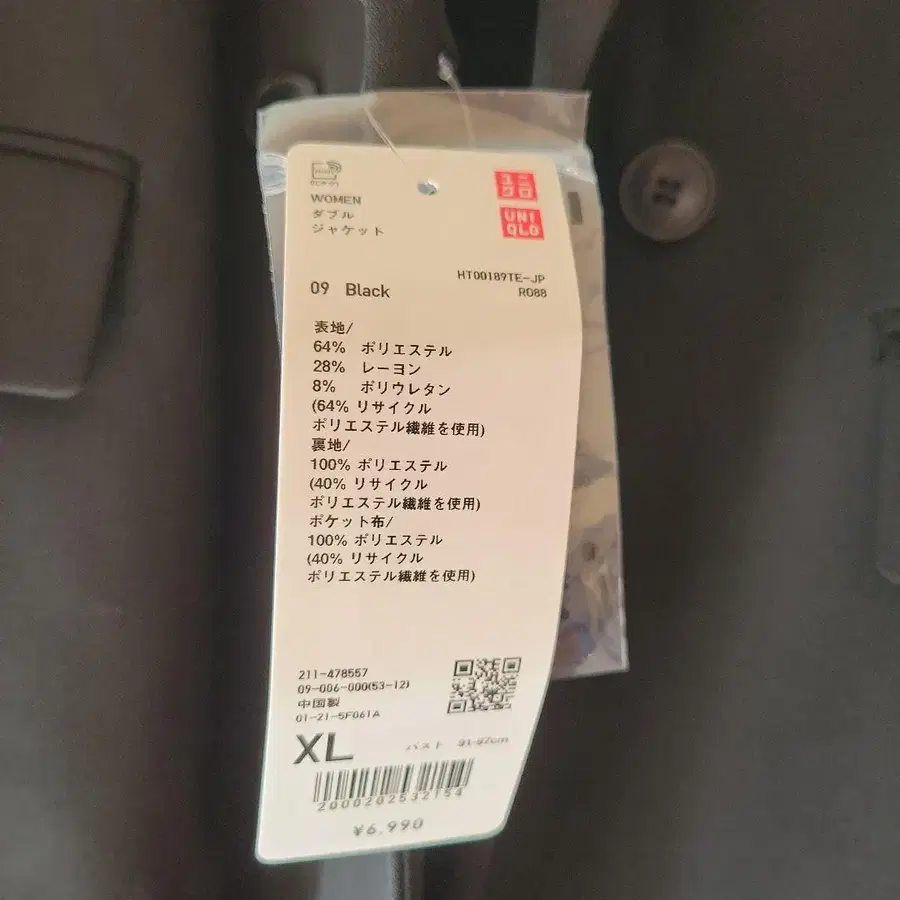 WOMEN
ダブル
ジャケット
ユニ
クロ
UNI
QLO
HT00189TE-JP
09 Black
R088
表地/
64% ポリエステル
28% レーヨン
8% ポリウレタン
(64% リサイクル
ポリエステル繊維を使用)
裏地/
100% ポリエステル
(40% リサイクル
ポリエステル繊維を使用)
ポケット布/
100% ポリエステル
(40% リサイクル
ポリエステル繊維を使用)
211-478557
09-006-000(53-12)
中国製
01-21-5F061A
XL バスト 91-97cm
2000202532154
¥6,990